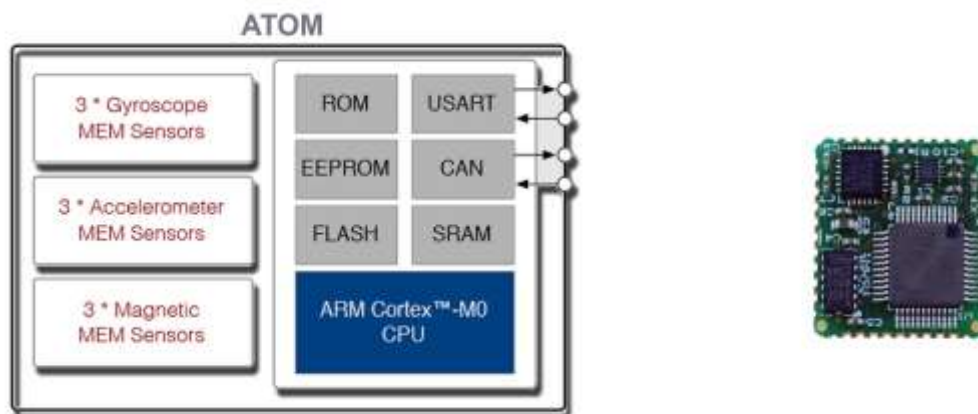 ATOM
3 * Gyroscope
MEM Sensors
3 * Accelerometer
MEM Sensors
3 * Magnetic
MEM Sensors
ROM
USART
EEPROM
CAN
FLASH
SRAM
ARM Cortex™-M0
CPU